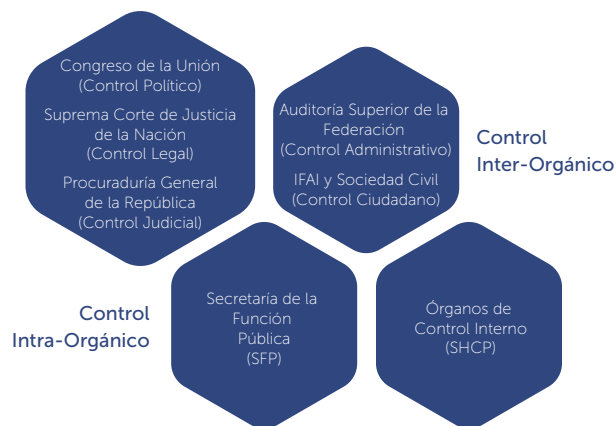 Congreso de la Unión
(Control Político)
Suprema Corte de Justicia
de la Nación
(Control Legal)
Procuraduría General
de la República
(Control Judicial)
Auditoría Superior de la
Federación
(Control Administrativo)
IFAI y Sociedad Civil
(Control Ciudadano)
Control
Inter-Orgánico
Control
Intra-Orgánico
Secretaría de la
Función
Pública
(SFP)
Órganos de
Control Interno
(SHCP)